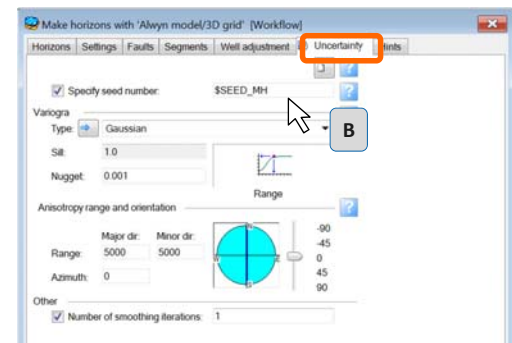 Make horizons with 'Alwyn model/3D grid' [Workflow]
Horizons Settings Faults Segments Well adjustment Uncertainty Hints
Specify seed number: $SEED_MH
B
Variogra
Type: Gaussian
Sill: 1.0
Nugget: 0.001
Range
Anisotropy range and orientation
Major dir: Minor dir:
Range: 5000 5000
Azimuth: 0
-90
-45
0
45
90
Other
Number of smoothing iterations: 1